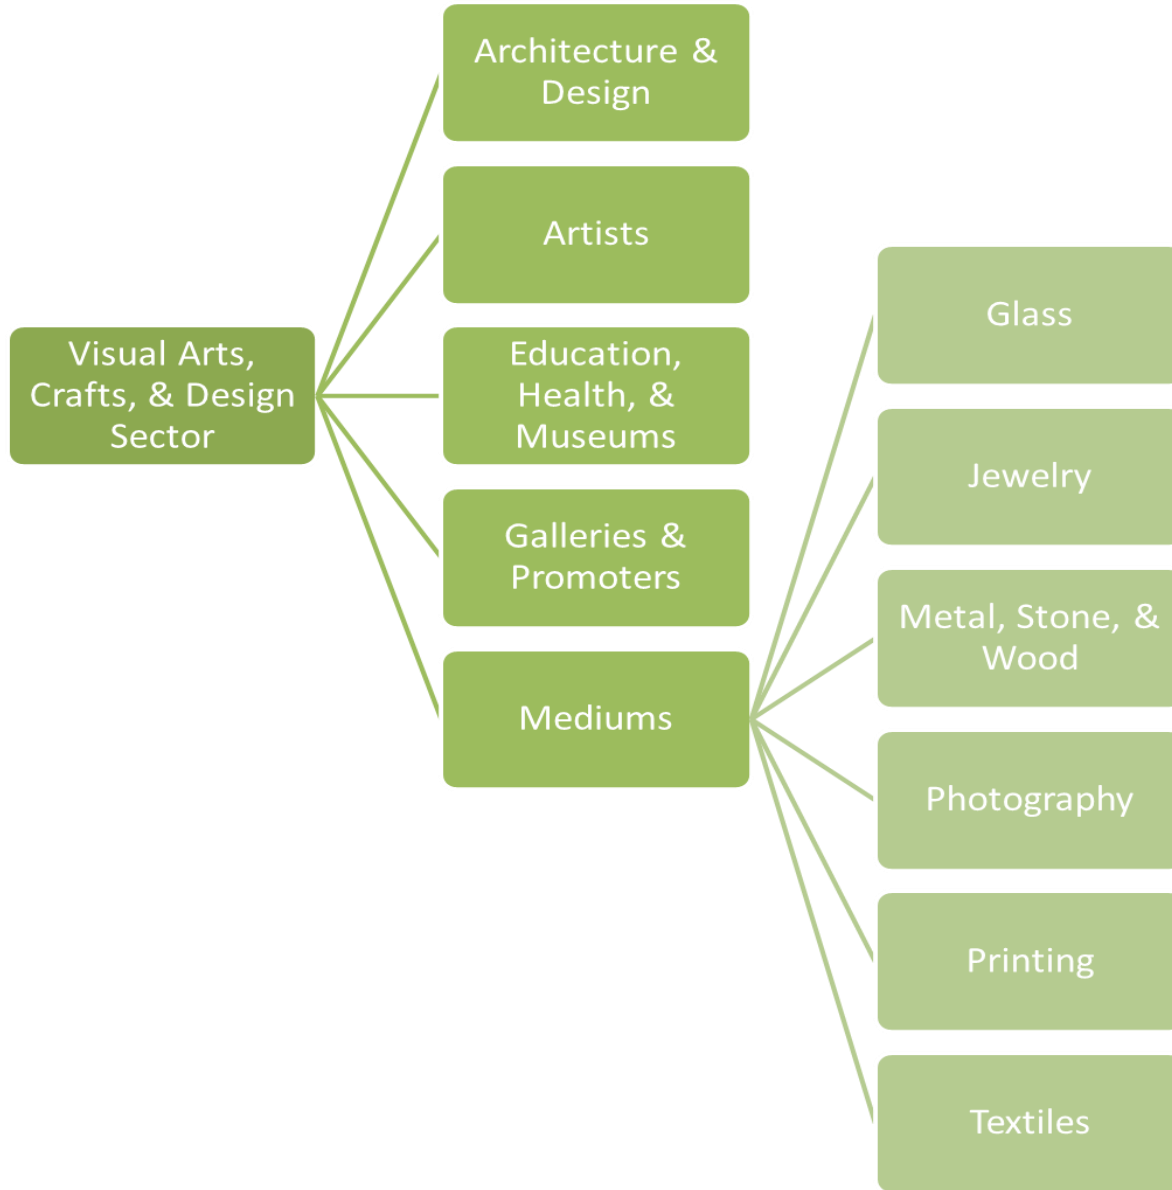 Visual Arts,
Crafts, & Design
Sector
Architecture &
Design
Artists
Education,
Health, &
Museums
Galleries &
Promoters
Mediums
Glass
Jewelry
Metal, Stone, &
Wood
Photography
Printing
Textiles